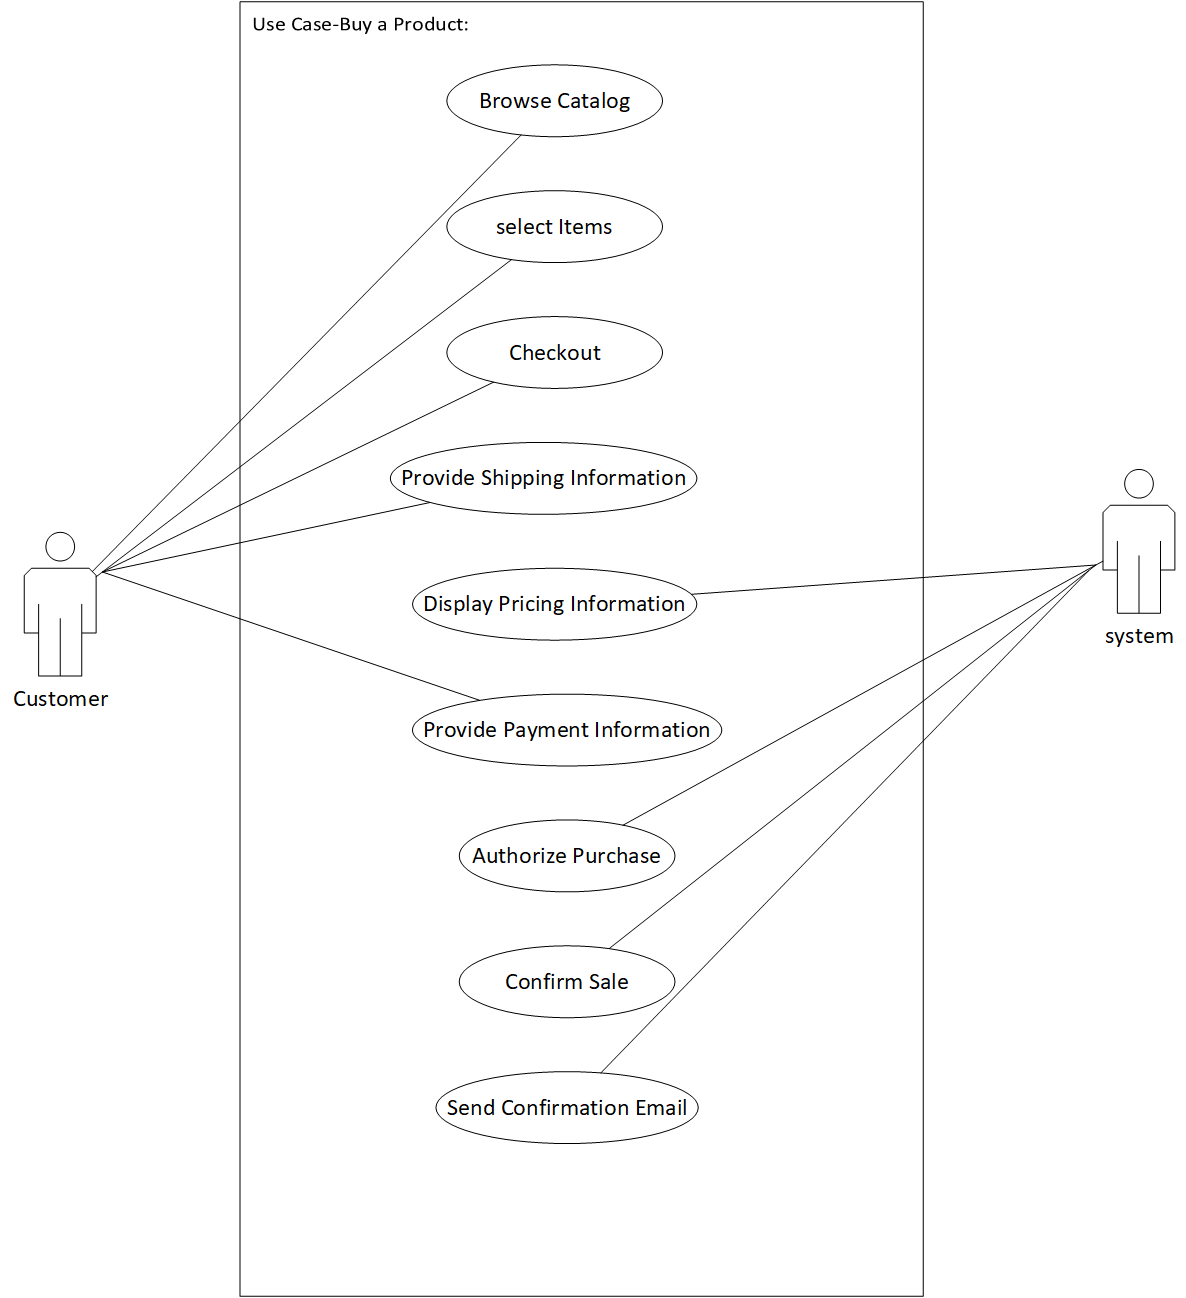 Use Case-Buy a Product:
Browse Catalog
select Items
Checkout
Provide Shipping Information
Display Pricing Information
system
Customer
Provide Payment Information
Authorize Purchase
Confirm Sale
Send Confirmation Email